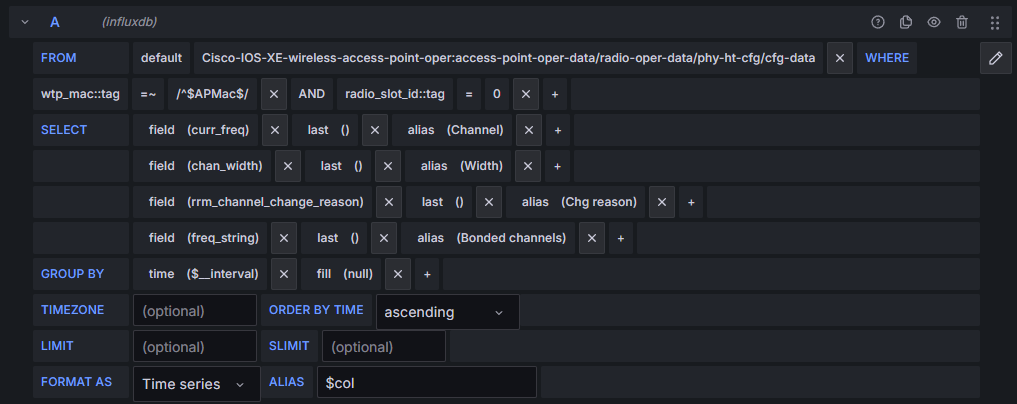 A (influxdb)
FROM default Cisco-IOS-XE-wireless-access-point-oper:access-point-oper-data/radio-oper-data/phy-ht-cfg/cfg-data × WHERE
wtp_mac::tag =~ /^$APMac$/ × AND radio_slot_id::tag = 0 × +
SELECT field (curr_freq) × last () × alias (Channel) × +
field (chan_width) × last () × alias (Width) × +
field (rrm_channel_change_reason) × last () × alias (Chg reason) × +
field (freq_string) × last () × alias (Bonded channels) × +
GROUP BY time ($__interval) × fill (null) × +
TIMEZONE (optional) ORDER BY TIME ascending
LIMIT (optional) SLIMIT (optional)
FORMAT AS Time series ALIAS $col